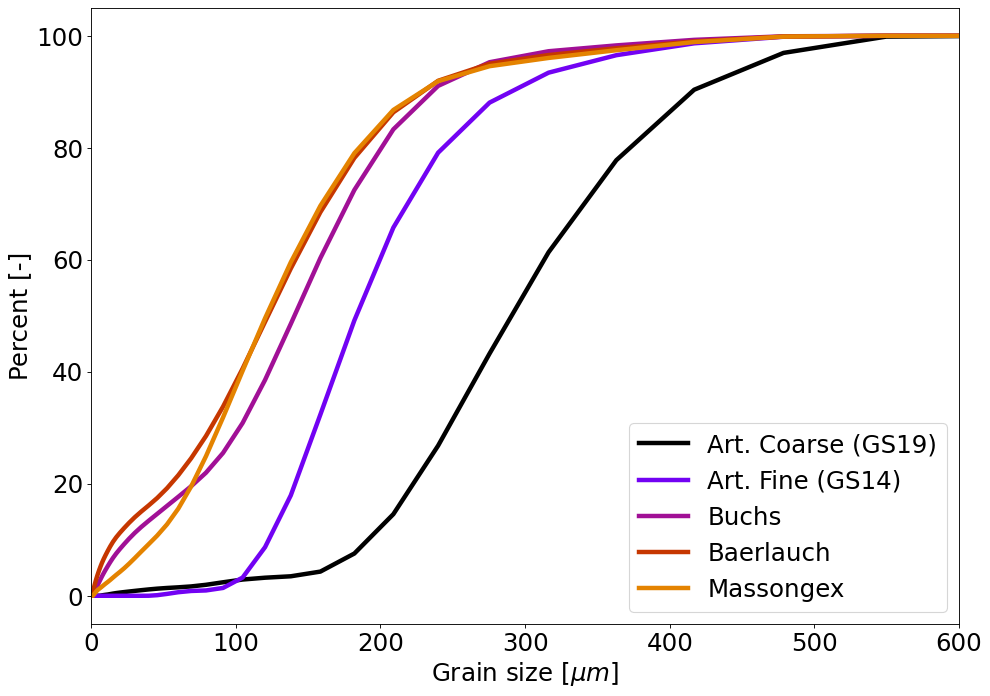 100
80
60
40
20
0
Percent [-]
Art. Coarse (GS19)
Art. Fine (GS14)
Buchs
Baerlauch
Massongex
0 100 200 300 400 500 600
Grain size [μm]